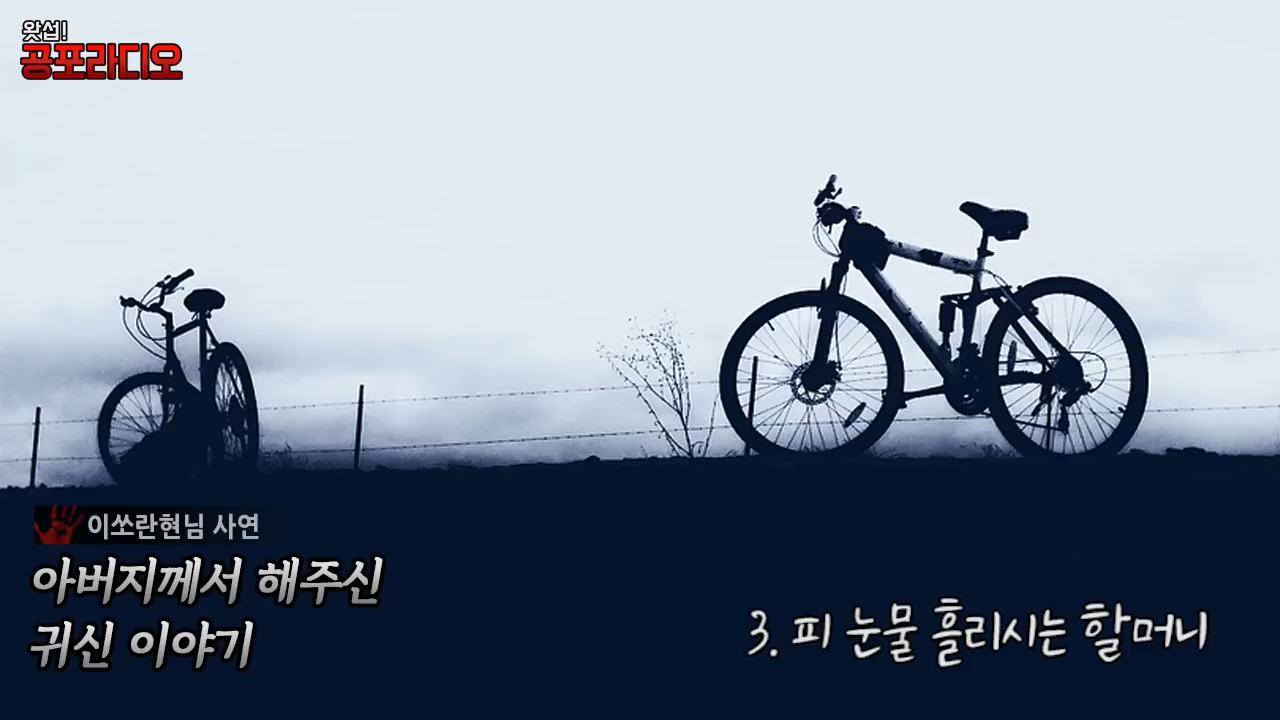 왓섭!
공포라디오
이쏘란현님 사연
아버지께서 해주신
귀신 이야기
3. 피 눈물 흘리시는 할머니